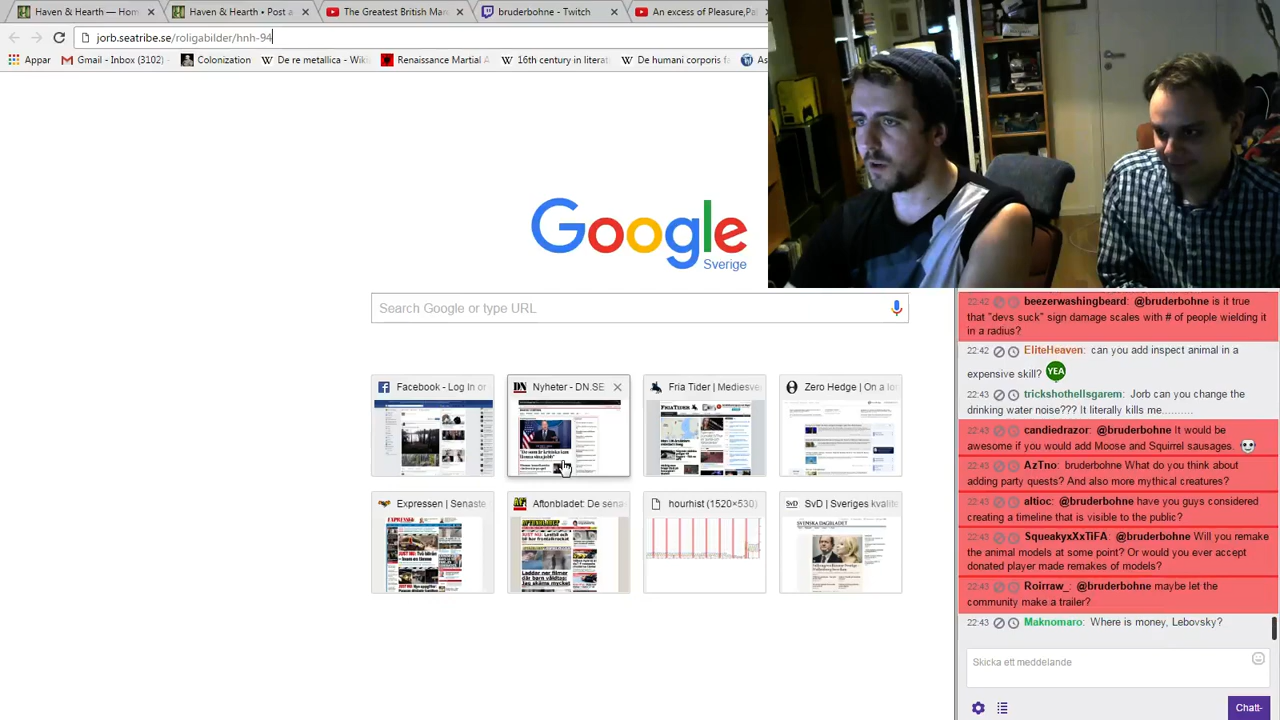 Haven & Hearth - Hom
Haven & Hearth • Post a
The Greatest British Man
bruderbohne - Twitch
An excess of Pleasure,Pal
jorb.seatribe.se/roligabilder/hnh-94
Appar
Gmail - Inbox (3102)
Symbaroum
De re metallica - Wikip
Renaissance Martial A
16th century in literat
De humani corporis fa
Google
Sverige
Search Google or type URL
Facebook - Log In or
DN Nyheter - DN.SE
Fria Tider | Mediesverige
Zero Hedge | On a lo
Expressen | Senaste
Aftonbladet: De sena
hourhist (1520×530)
SvD | Sveriges kvalite
22:42 beezerwashingbeard: @bruderbohne is it true
that "devs suck" sign damage scales with # of people wielding it
in a radius?
22:42 EliteHeaven: can you add inspect animal in a
expensive skill? YEA
22:43 trickshothellsgarem: Jorb can you change the
drinking water noise??? It literally kills me..........
22:43 candiedrazor: @bruderbohne It would be
awesome if you would add Moose and Squirrel sausages.
22:43 AzTno: bruderbohne What do you think about
adding party quests? And also more mythical creatures?
22:43 altioc: @bruderbohne have you guys considered
creating a timeline that is visible to the public?
22:43 SqueakyxXxTiFA: @bruderbohne Will you remake
the animal models at some point? Or would you ever accept
donated player made remakes of models?
22:43 Roirraw_: @bruderbohne maybe let the
community make a trailer?
22:43 Maknomaro: Where is money, Lebovsky?
Skicka ett meddelande
Chatt-